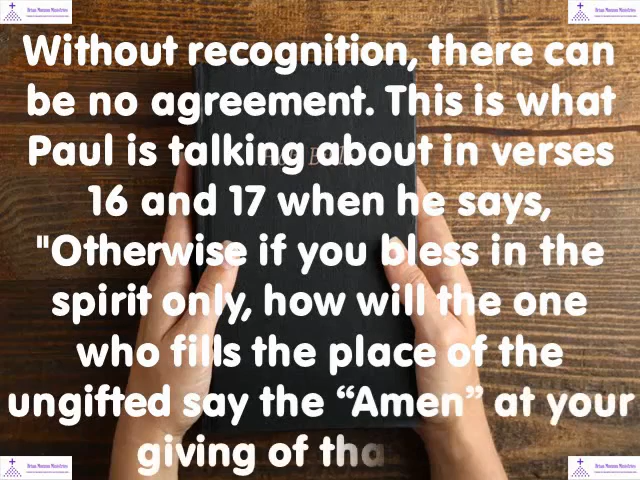 Without recognition, there can
be no agreement. This is what
Paul is talking about in verses
16 and 17 when he says,
"Otherwise if you bless in the
spirit only, how will the one
who fills the place of the
ungifted say the “Amen” at your
giving of tha